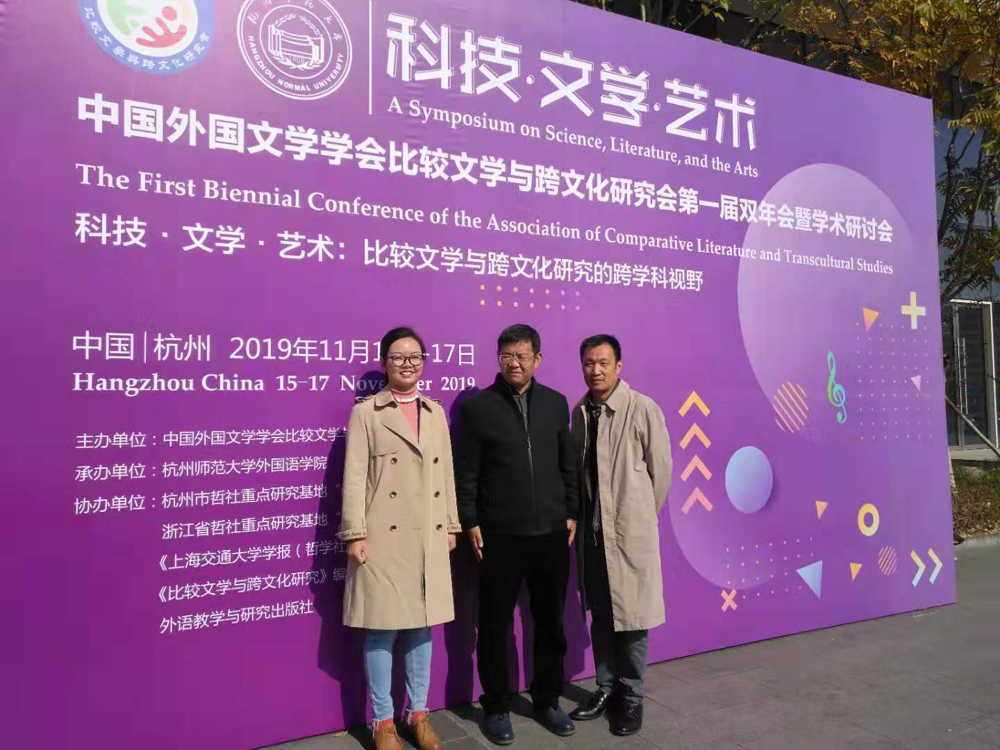 比较文学与跨文化研究會
杭州师范大学
HANGZHOU NORMAL UNIVERSITY
1908
科技·文学·艺术
A Symposium on Science, Literature, and the Arts
中国外国文学学会比较文学与跨文化研究会第一届双年会暨学术研讨会
The First Biennial Conference of the Association of Comparative Literature and Transcultural Studies
科技·文学·艺术：比较文学与跨文化研究的跨学科视野
中国|杭州 2019年11月1 -17日
Hangzhou China 15-17 Nove er 2019
主办单位：中国外国文学学会比较文学与
承办单位：杭州师范大学外国语学院
协办单位：杭州市哲社重点研究基地“
浙江省哲社重点研究基地“
《上海交通大学学报（哲学社
《比较文学与跨文化研究》编
外语教学与研究出版社